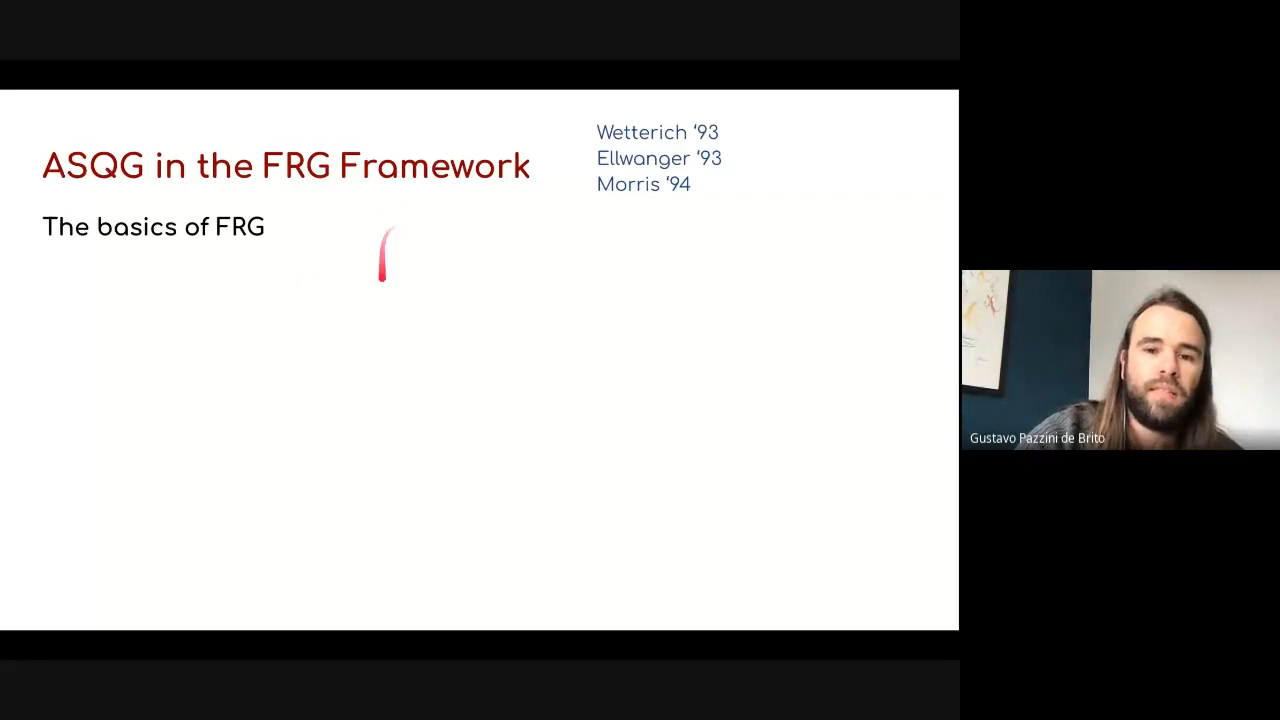 ASQG in the FRG Framework
Wetterich ‘93
Ellwanger ‘93
Morris ‘94
The basics of FRG
Gustavo Pazzini de Brito